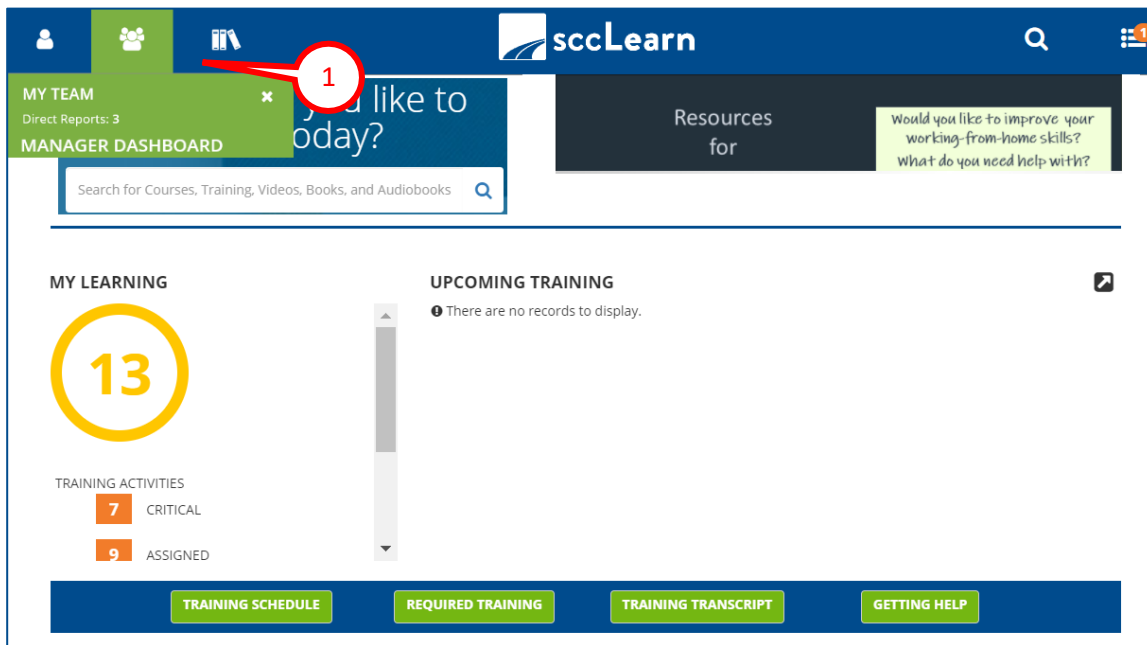 sccLearn
1
1
MY TEAM
Direct Reports: 3
MANAGER DASHBOARD
you like to
oday?
Search for Courses, Training, Videos, Books, and Audiobooks
Resources
for
Would you like to improve your
working-from-home skills?
What do you need help with?
MY LEARNING
13
TRAINING ACTIVITIES
7 CRITICAL
9 ASSIGNED
UPCOMING TRAINING
There are no records to display.
TRAINING SCHEDULE
REQUIRED TRAINING
TRAINING TRANSCRIPT
GETTING HELP